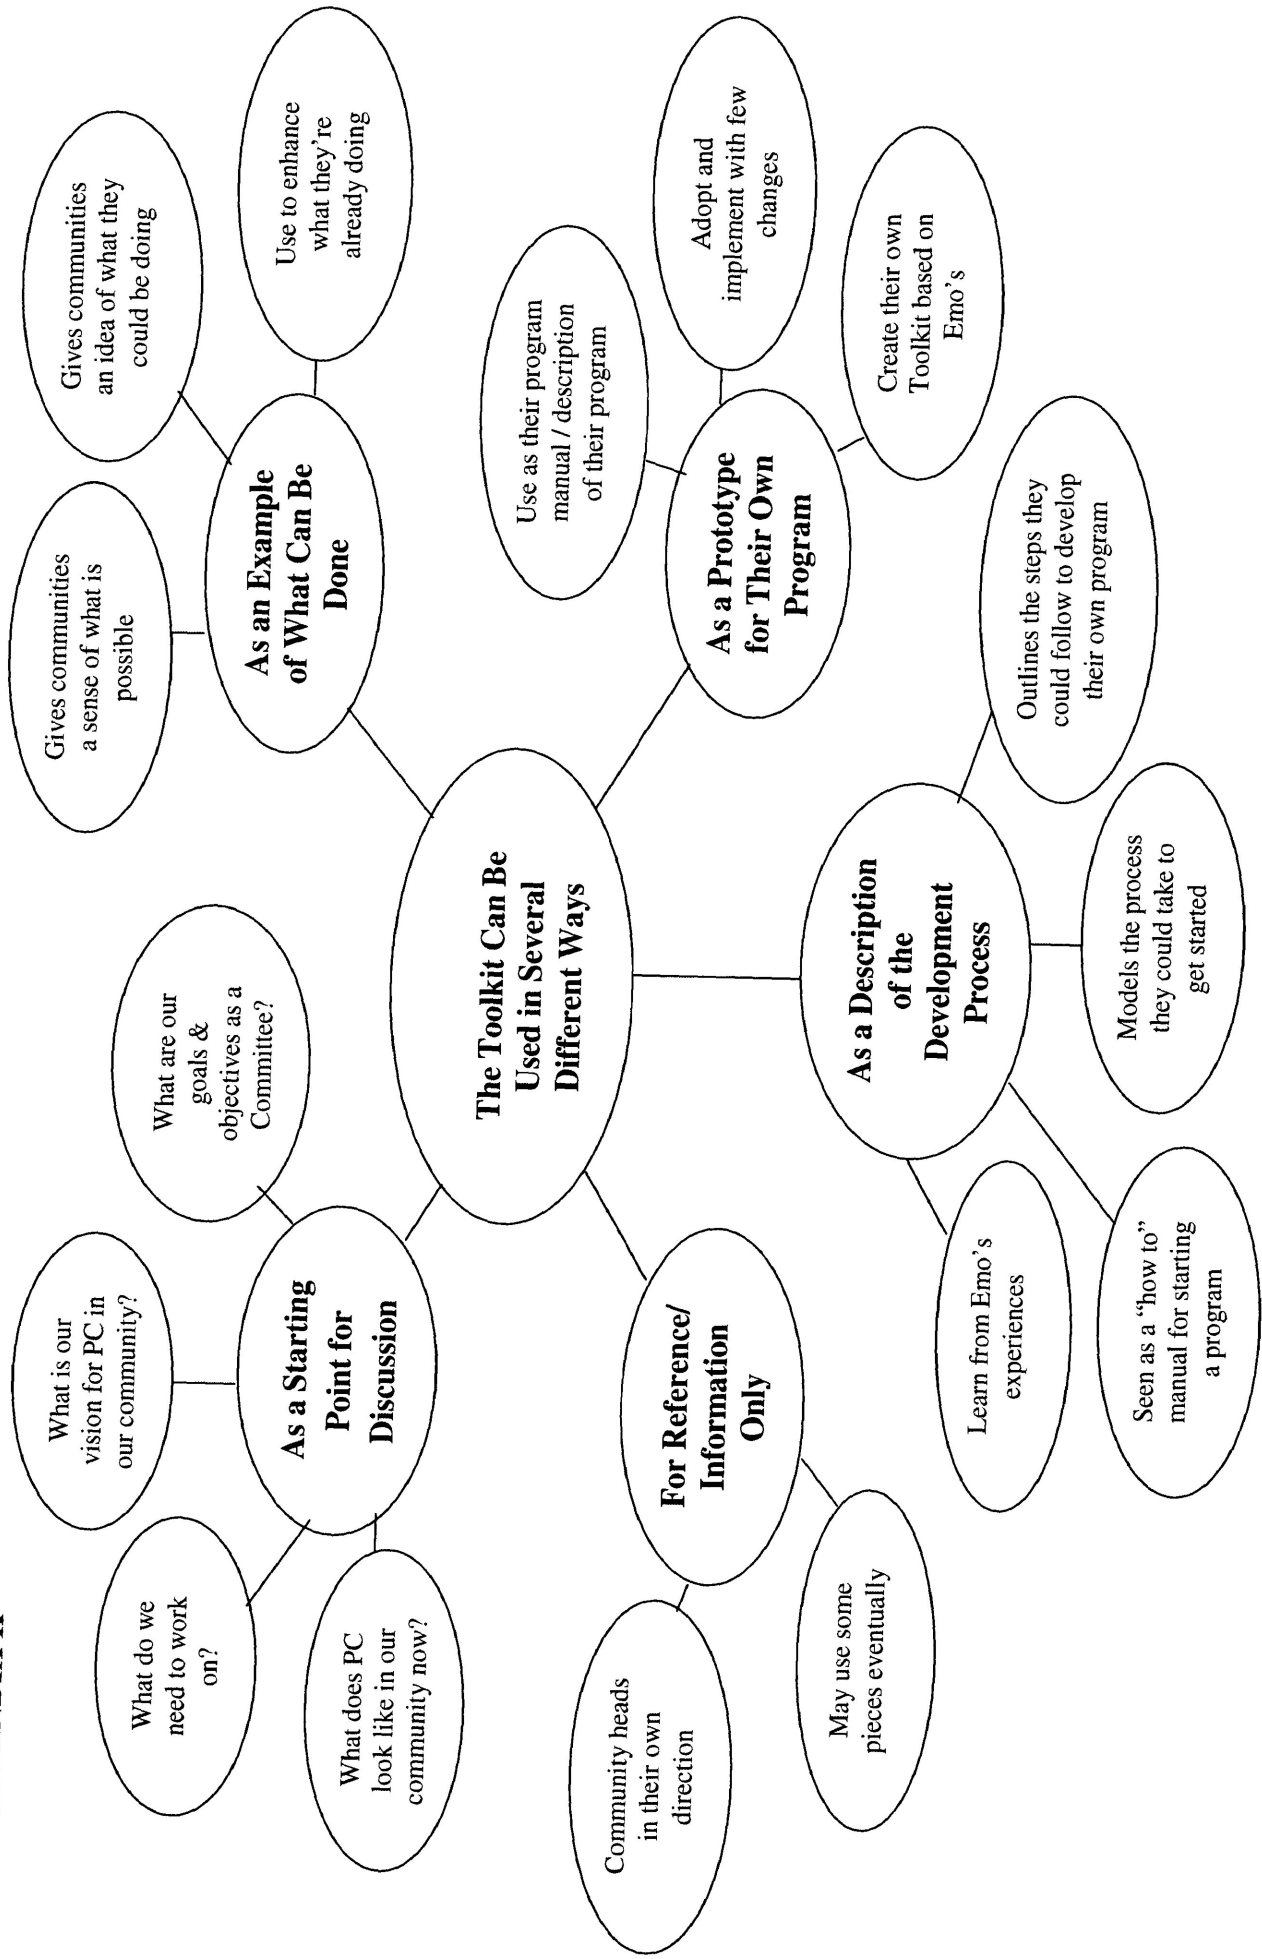 What is our
vision for PC in
our community?
What do we
need to work
on?
What are our
goals &
objectives as a
Committee?
What does PC
look like in our
community now?
As a Starting
Point for
Discussion
Gives communities
a sense of what is
possible
Gives communities
an idea of what they
could be doing
Use to enhance
what they're
already doing
As an Example
of What Can Be
Done
The Toolkit Can Be
Used in Several
Different Ways
For Reference/
Information
Only
Community heads
in their own
direction
May use some
pieces eventually
As a Prototype
for Their Own
Program
Use as their program
manual / description
of their program
Adopt and
implement with few
changes
Create their own
Toolkit based on
Emo's
As a Description
of the
Development
Process
Learn from Emo's
experiences
Seen as a “how to”
manual for starting
a program
Models the process
they could take to
get started
Outlines the steps they
could follow to develop
their own program